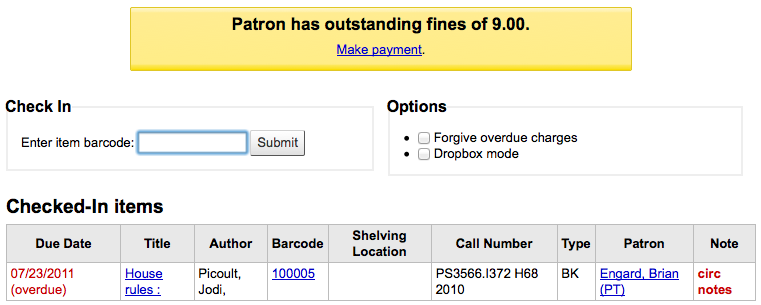 Patron has outstanding fines of 9.00.
Make payment.
Check In
Enter item barcode: Submit
Options
Forgive overdue charges
Dropbox mode
Checked-In items
Due Date Title Author Barcode Shelving Location Call Number Type Patron Note
07/23/2011 House Picoult, 100005 PS3566.I372 H68 BK Engard, Brian circ
(overdue) rules : Jodi, 2010 (PT) notes